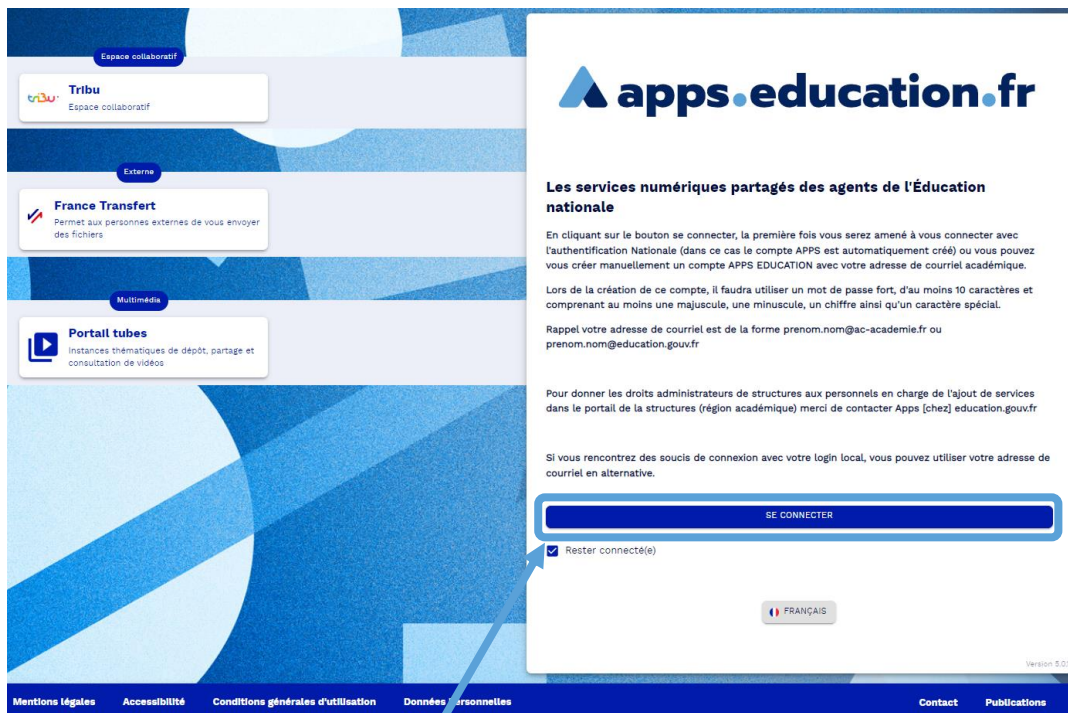 Espace collaboratif
tribu
Tribu
Espace collaboratif
Externe
France Transfert
Permet aux personnes externes de vous envoyer
des fichiers
Multimédia
Portail tubes
Instances thématiques de dépôt, partage et
consultation de vidéos
apps.education.fr
Les services numériques partagés des agents de l'Éducation
nationale
En cliquant sur le bouton se connecter, la première fois vous serez amené à vous connecter avec
l'authentification Nationale (dans ce cas le compte APPS est automatiquement créé) ou vous pouvez
vous créer manuellement un compte APPS EDUCATION avec votre adresse de courriel académique.
Lors de la création de ce compte, il faudra utiliser un mot de passe fort, d'au moins 10 caractères et
comprenant au moins une majuscule, une minuscule, un chiffre ainsi qu'un caractère spécial.
Rappel votre adresse de courriel est de la forme prenom.nom@ac-academie.fr ou
prenom.nom@education.gouv.fr
Pour donner les droits administrateurs de structures aux personnels en charge de l'ajout de services
dans le portail de la structures (région académique) merci de contacter Apps [chez] education.gouv.fr
Si vous rencontrez des soucis de connexion avec votre login local, vous pouvez utiliser votre adresse de
courriel en alternative.
SE CONNECTER
Rester connecté(e)
FRANÇAIS
Version 5.0
Mentions légales Accessibilité Conditions générales d'utilisation Données Personnelles Contact Publications